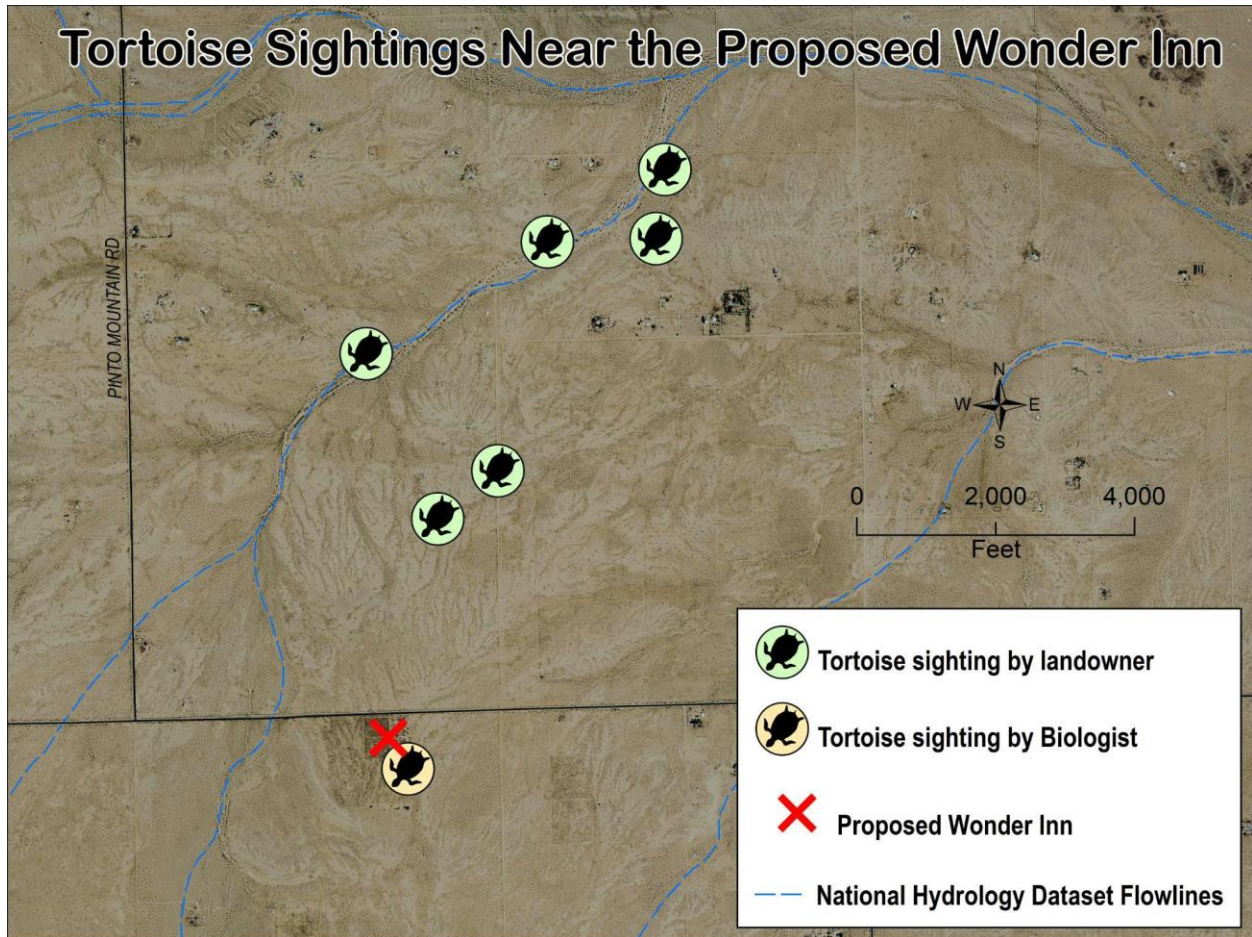 Tortoise Sightings Near the Proposed Wonder Inn
PINTO MOUNTAIN RD
N
W E
S
0 2,000 4,000
Feet
Tortoise sighting by landowner
Tortoise sighting by Biologist
Proposed Wonder Inn
National Hydrology Dataset Flowlines